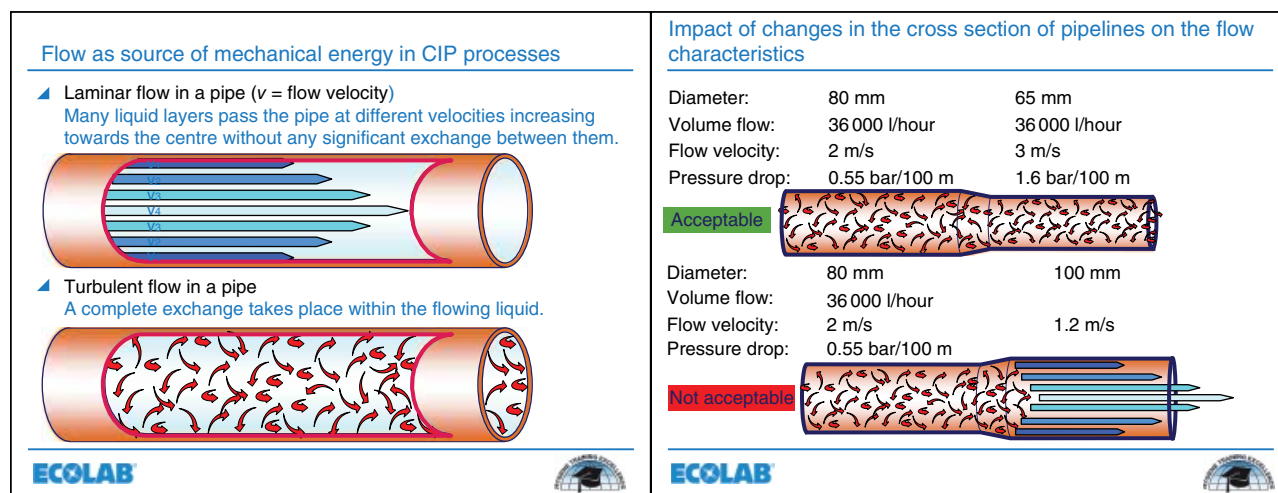 Flow as source of mechanical energy in CIP processes
Laminar flow in a pipe (v = flow velocity)
Many liquid layers pass the pipe at different velocities increasing
towards the centre without any significant exchange between them.
V2
V3
V4
V3
V2
Turbulent flow in a pipe
A complete exchange takes place within the flowing liquid.
ECOLAB
Impact of changes in the cross section of pipelines on the flow
characteristics
Diameter: 80 mm 65 mm
Volume flow: 36 000 l/hour 36 000 l/hour
Flow velocity: 2 m/s 3 m/s
Pressure drop: 0.55 bar/100 m 1.6 bar/100 m
Acceptable
Diameter: 80 mm 100 mm
Volume flow: 36 000 l/hour
Flow velocity: 2 m/s 1.2 m/s
Pressure drop: 0.55 bar/100 m
Not acceptable
ECOLAB